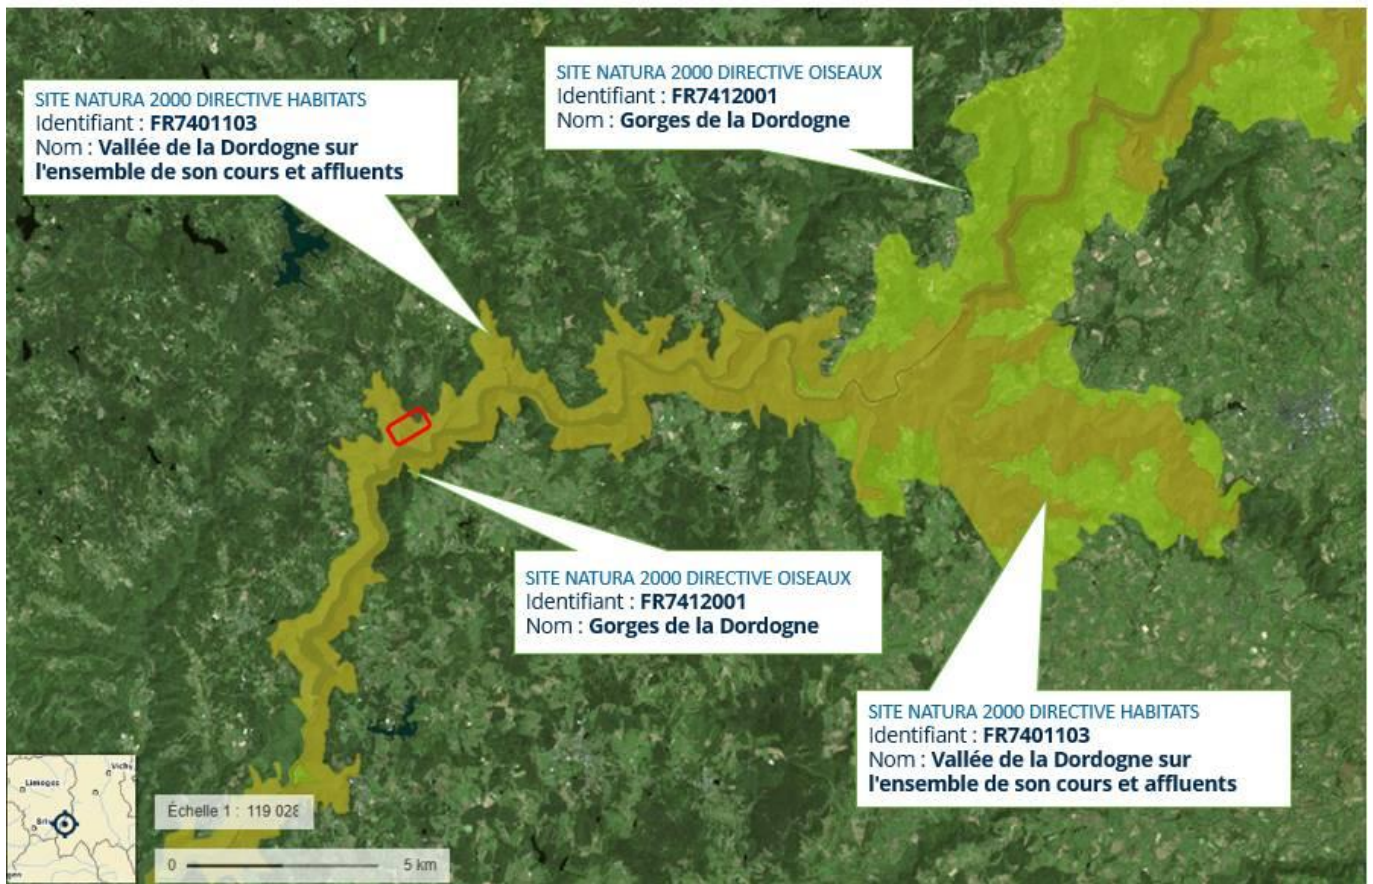 SITE NATURA 2000 DIRECTIVE OISEAUX
Identifiant : FR7412001
Nom : Gorges de la Dordogne
SITE NATURA 2000 DIRECTIVE HABITATS
Identifiant : FR7401103
Nom : Vallée de la Dordogne sur
l'ensemble de son cours et affluents
SITE NATURA 2000 DIRECTIVE OISEAUX
Identifiant : FR7412001
Nom : Gorges de la Dordogne
SITE NATURA 2000 DIRECTIVE HABITATS
Identifiant : FR7401103
Nom : Vallée de la Dordogne sur
l'ensemble de son cours et affluents
Vichy
Limoges
Échelle 1 : 119 028
0 5 km